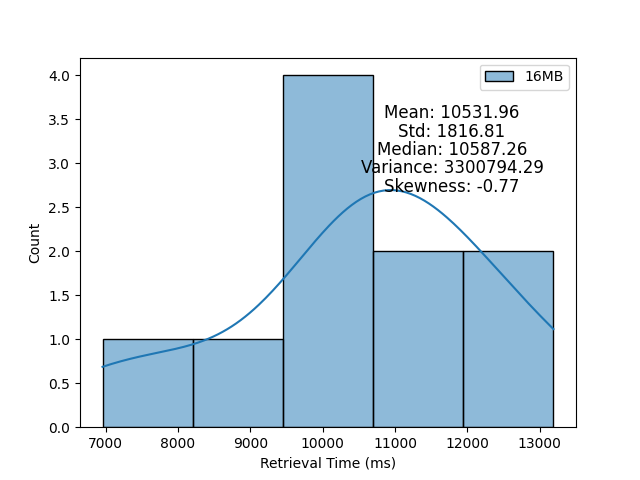 16MB
Mean: 10531.96
Std: 1816.81
Median: 10587.26
Variance: 3300794.29
Skewness: -0.77
4.0
3.5
3.0
2.5
2.0
1.5
1.0
0.5
0.0
Count
7000 8000 9000 10000 11000 12000 13000
Retrieval Time (ms)